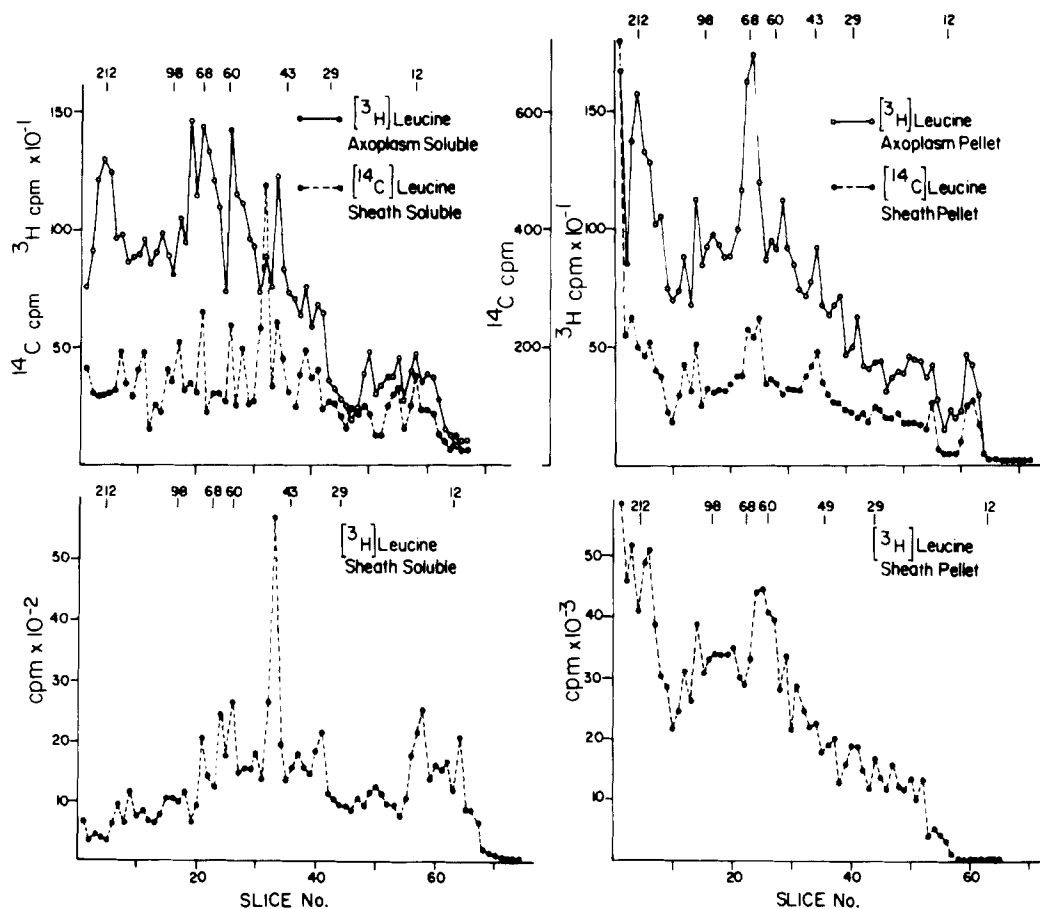 212 98 68 60 43 29 12
[³H] Leucine
Axoplasm Soluble
[¹⁴C] Leucine
Sheath Soluble
³H cpm x 10⁻¹
¹⁴C cpm
150
100
50
212 98 68 60 43 29 12
[³H] Leucine
Axoplasm Pellet
[¹⁴C] Leucine
Sheath Pellet
¹⁴C cpm
600
400
200
³H cpm x 10⁻¹
150
100
50
212 98 68 60 43 29 12
[³H] Leucine
Sheath Soluble
cpm x 10⁻²
50
40
30
20
10
20 40 60
SLICE No.
212 98 68 60 49 29 12
[³H] Leucine
Sheath Pellet
cpm x 10⁻³
50
40
30
20
10
20 40 60
SLICE No.